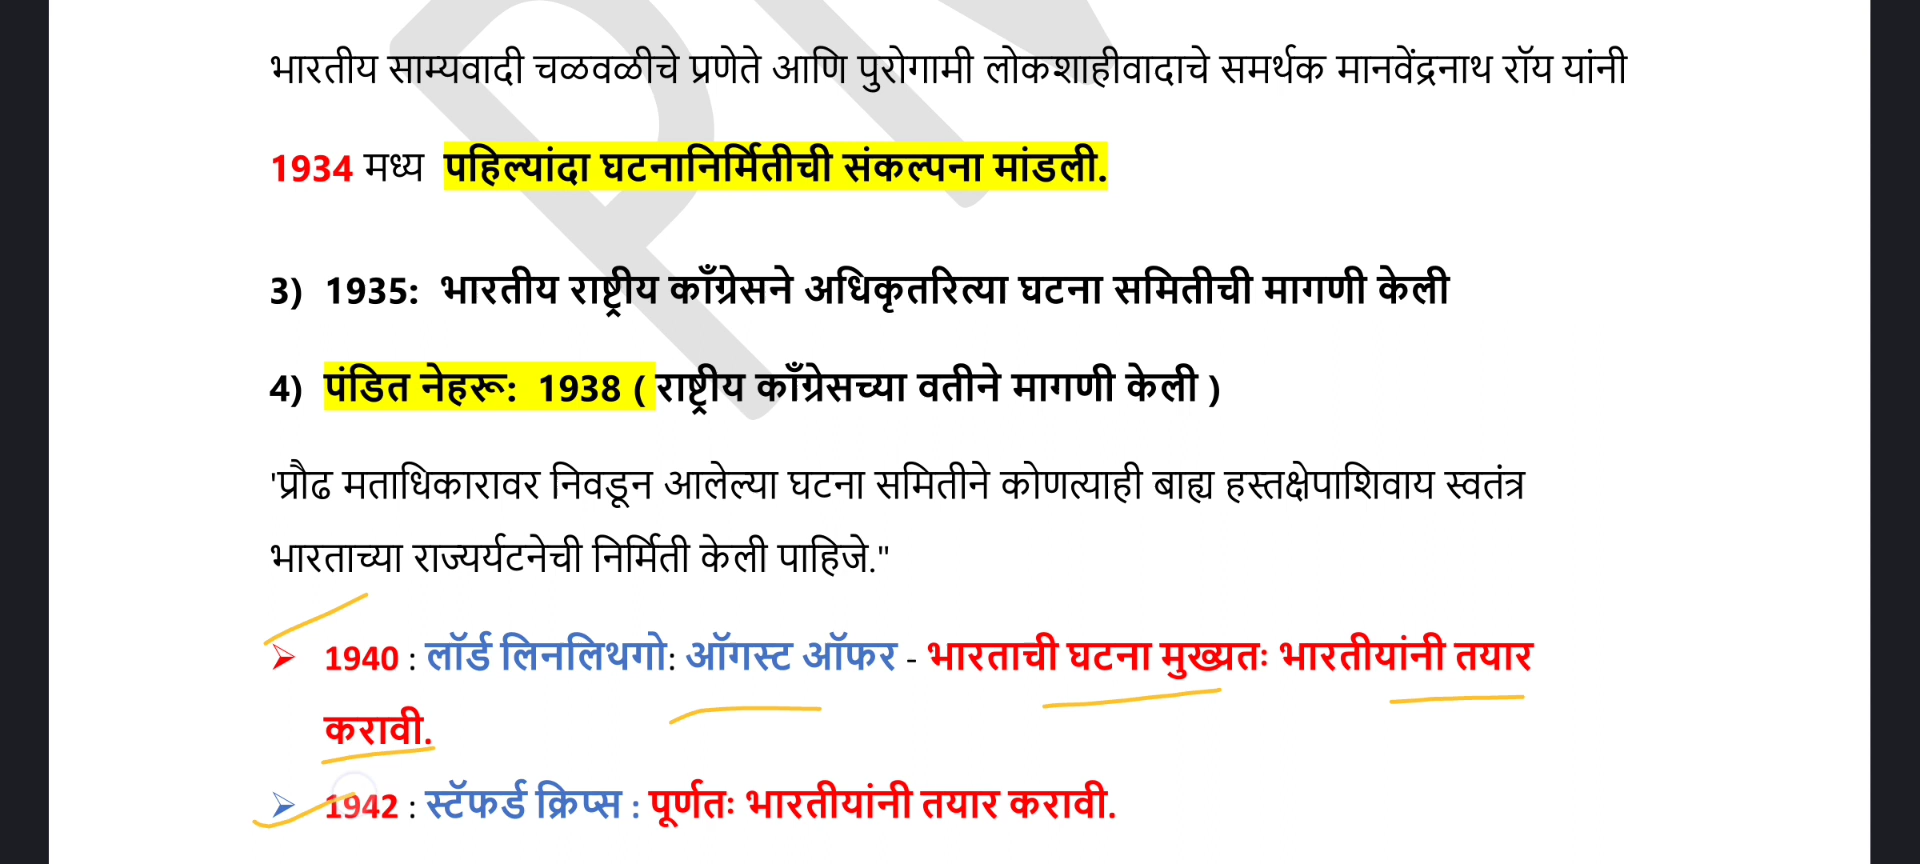 भारतीय साम्यवादी चळवळीचे प्रणेते आणि पुरोगामी लोकशाहीवादाचे समर्थक मानवेंद्रनाथ रॉय यांनी
1934 मध्य पहिल्यांदा घटनानिर्मितीची संकल्पना मांडली.
3) 1935: भारतीय राष्ट्रीय काँग्रेसने अधिकृतरित्या घटना समितीची मागणी केली
4) पंडित नेहरू: 1938 ( राष्ट्रीय काँग्रेसच्या वतीने मागणी केली )
'प्रौढ मताधिकारावर निवडून आलेल्या घटना समितीने कोणत्याही बाह्य हस्तक्षेपाशिवाय स्वतंत्र
भारताच्या राज्यर्यटनेची निर्मिती केली पाहिजे."
➢ 1940 : लॉर्ड लिनलिथगो: ऑगस्ट ऑफर - भारताची घटना मुख्यतः भारतीयांनी तयार
करावी.
➢ 1942 : स्टॅफर्ड क्रिप्स : पूर्णतः भारतीयांनी तयार करावी.